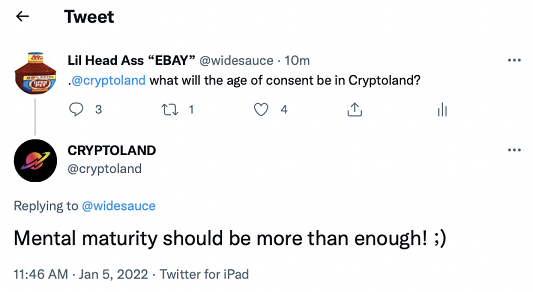 Tweet
Lil Head Ass “EBAY” @widesauce · 10m
.@cryptoland what will the age of consent be in Cryptoland?
3 1 4
CRYPTOLAND
@cryptoland
Replying to @widesauce
Mental maturity should be more than enough! ;)
11:46 AM · Jan 5, 2022 · Twitter for iPad